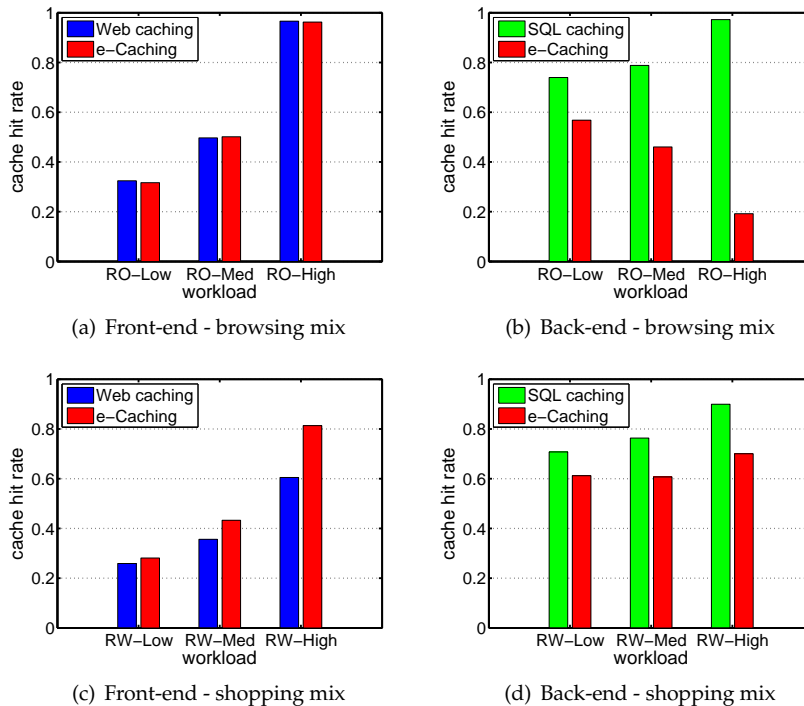 1
0.8
0.6
0.4
0.2
0
cache hit rate
Web caching
e-Caching
RO-Low RO-Med RO-High
workload
(a) Front-end - browsing mix
1
0.8
0.6
0.4
0.2
0
cache hit rate
SQL caching
e-Caching
RO-Low RO-Med RO-High
workload
(b) Back-end - browsing mix
1
0.8
0.6
0.4
0.2
0
cache hit rate
Web caching
e-Caching
RW-Low RW-Med RW-High
workload
(c) Front-end - shopping mix
1
0.8
0.6
0.4
0.2
0
cache hit rate
SQL caching
e-Caching
RW-Low RW-Med RW-High
workload
(d) Back-end - shopping mix